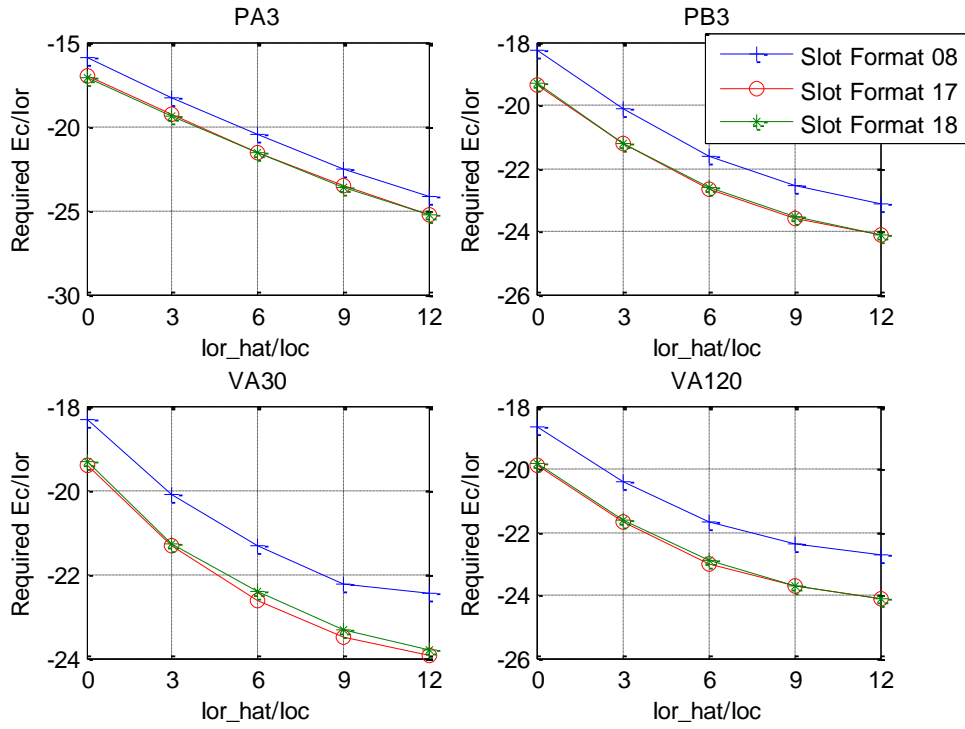 PA3
-15
-20
-25
-30
0 3 6 9 12
Required Ec/Ior
Ior_hat/Ioc
PB3
-18
-20
-22
-24
-26
0 3 6 9 12
Required Ec/Ior
Ior_hat/Ioc
Slot Format 08
Slot Format 17
Slot Format 18
VA30
-18
-20
-22
-24
0 3 6 9 12
Required Ec/Ior
Ior_hat/Ioc
VA120
-18
-20
-22
-24
-26
0 3 6 9 12
Required Ec/Ior
Ior_hat/Ioc